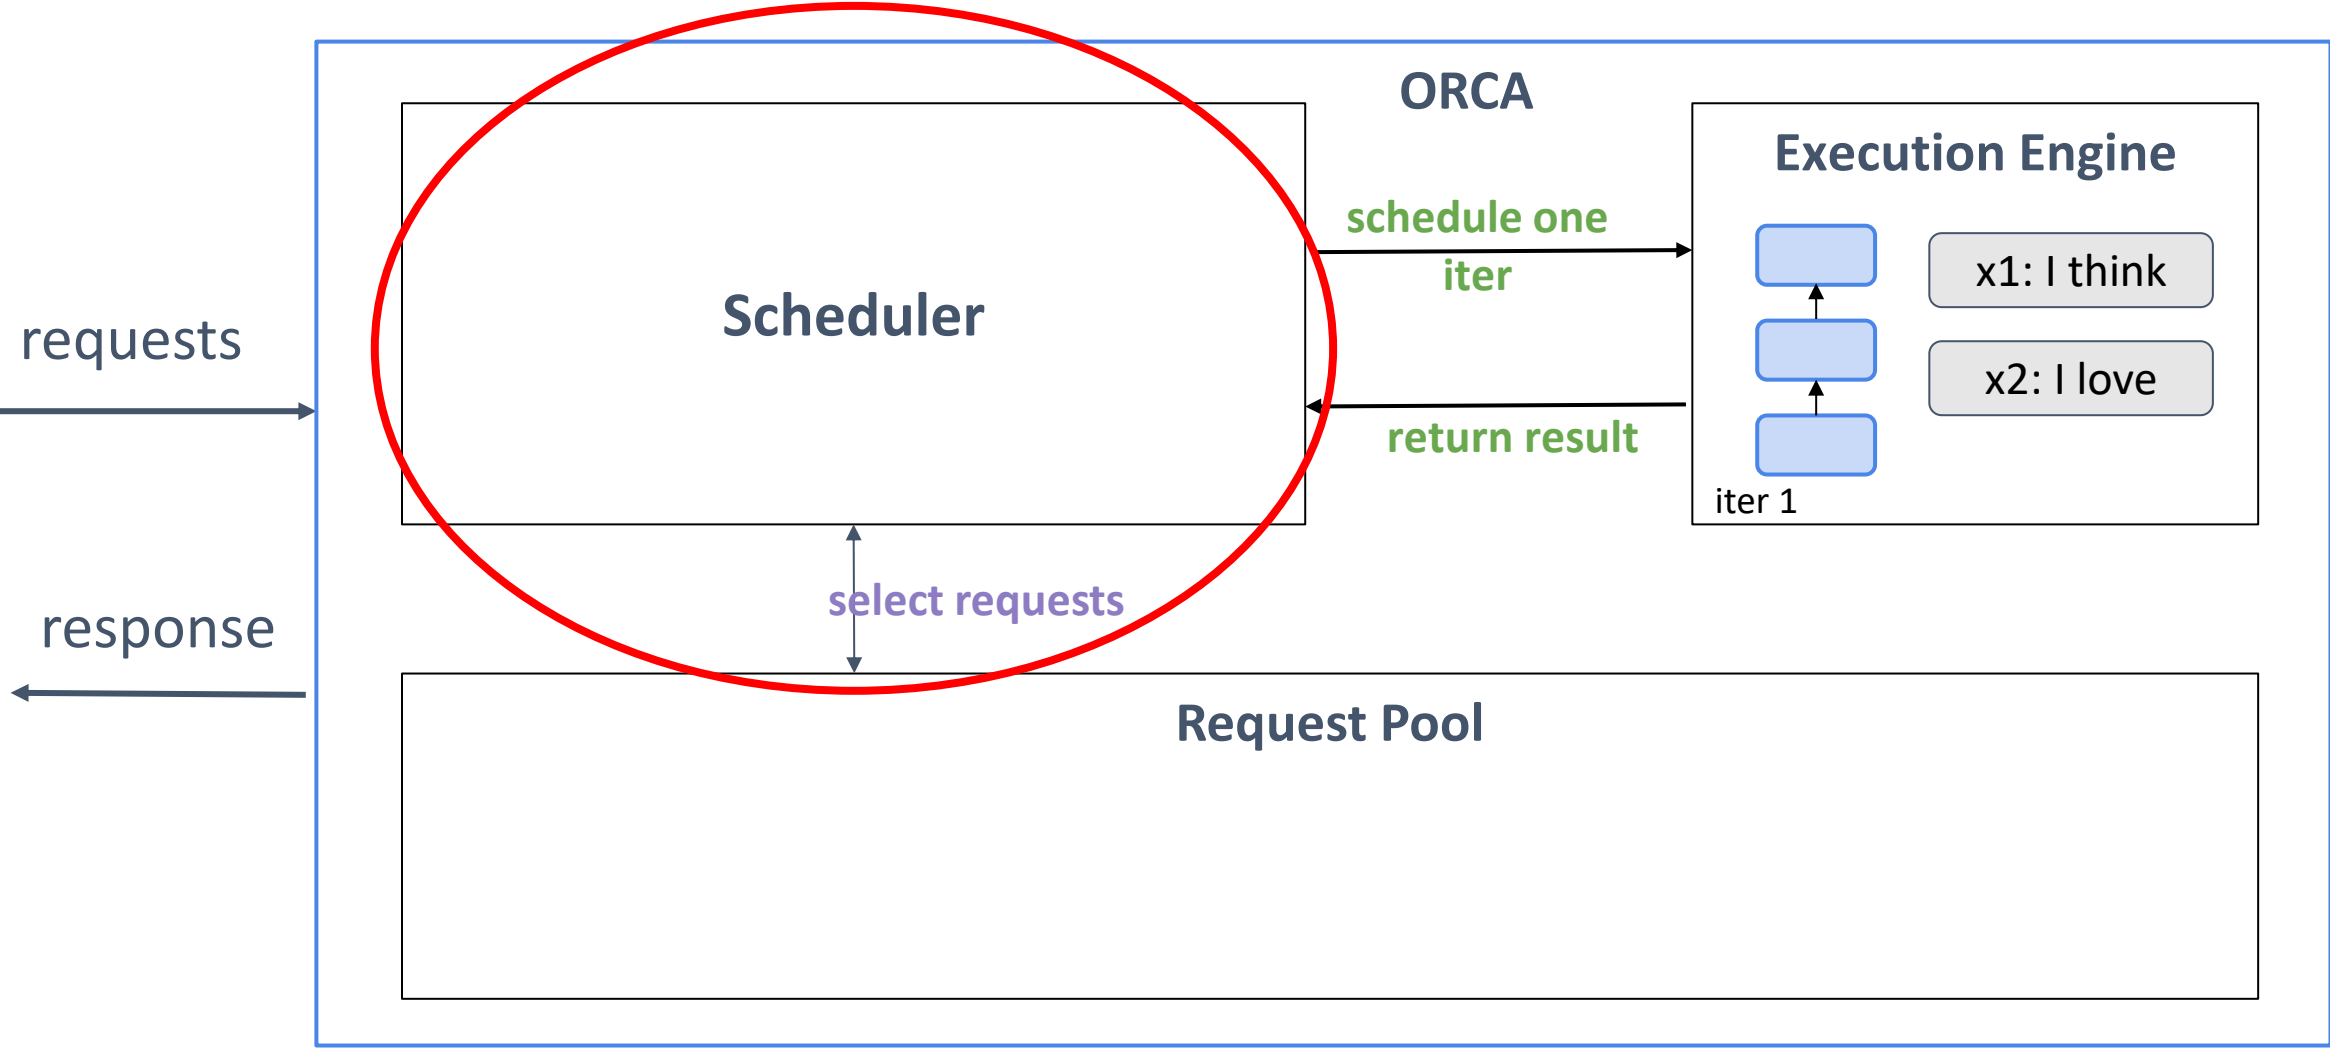 ORCA
Scheduler
schedule one
iter
return result
Execution Engine
x1: I think
x2: I love
iter 1
requests
response
select requests
Request Pool